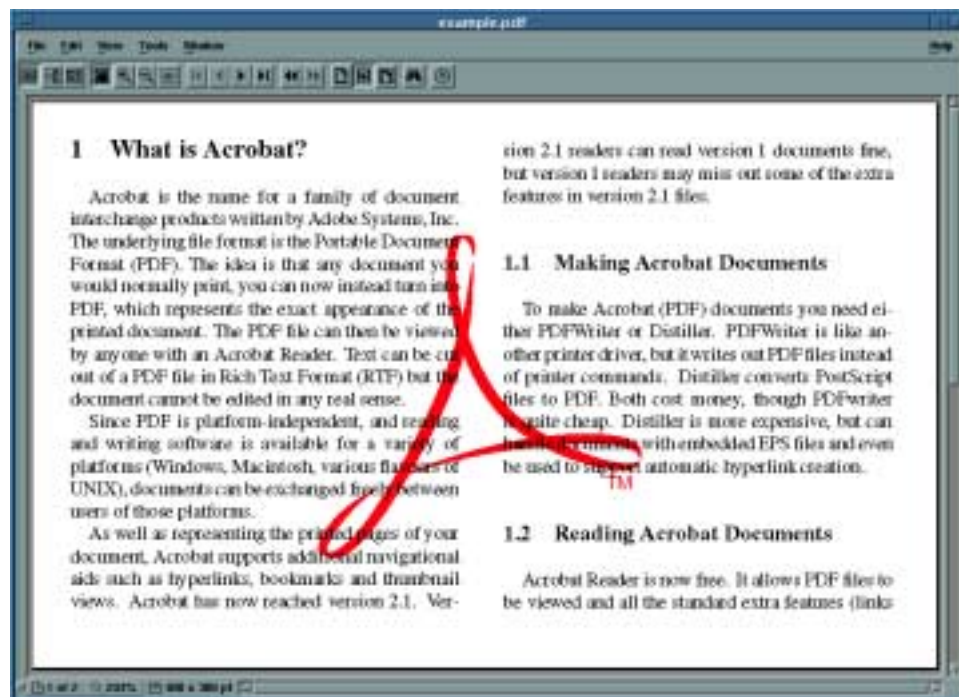 example.pdf
File Edit View Tools Window Help
1 What is Acrobat?
Acrobat is the name for a family of document
interchange products written by Adobe Systems, Inc.
The underlying file format is the Portable Document
Format (PDF). The idea is that any document you
would normally print, you can now instead turn into
PDF, which represents the exact appearance of the
printed document. The PDF file can then be viewed
by anyone with an Acrobat Reader. Text can be cut
out of a PDF file in Rich Text Format (RTF) but the
document cannot be edited in any real sense.
Since PDF is platform-independent, and reading
and writing software is available for a variety of
platforms (Windows, Macintosh, various flavours of
UNIX), documents can be exchanged freely between
users of those platforms.
As well as representing the printed pages of your
document, Acrobat supports additional navigational
aids such as hyperlinks, bookmarks and thumbnail
views. Acrobat has now reached version 2.1. Ver-
sion 2.1 readers can read version 1 documents fine,
but version 1 readers may miss out some of the extra
features in version 2.1 files.
1.1 Making Acrobat Documents
To make Acrobat (PDF) documents you need ei-
ther PDFWriter or Distiller. PDFWriter is like an-
other printer driver, but it writes out PDF files instead
of printer commands. Distiller converts PostScript
files to PDF. Both cost money, though PDFwriter
is quite cheap. Distiller is more expensive, but can
handle documents with embedded EPS files and even
be used to support automatic hyperlink creation.
TM
1.2 Reading Acrobat Documents
Acrobat Reader is now free. It allows PDF files to
be viewed and all the standard extra features (links
1 of 2